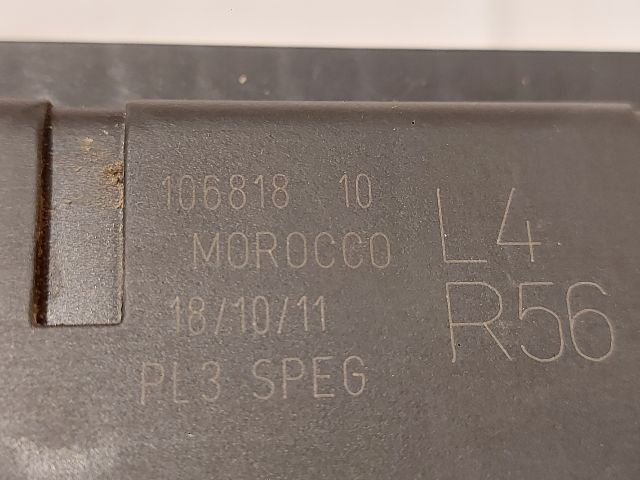 106818 10
MOROCCO
18/10/11
PL3 SPEG
L4
R56